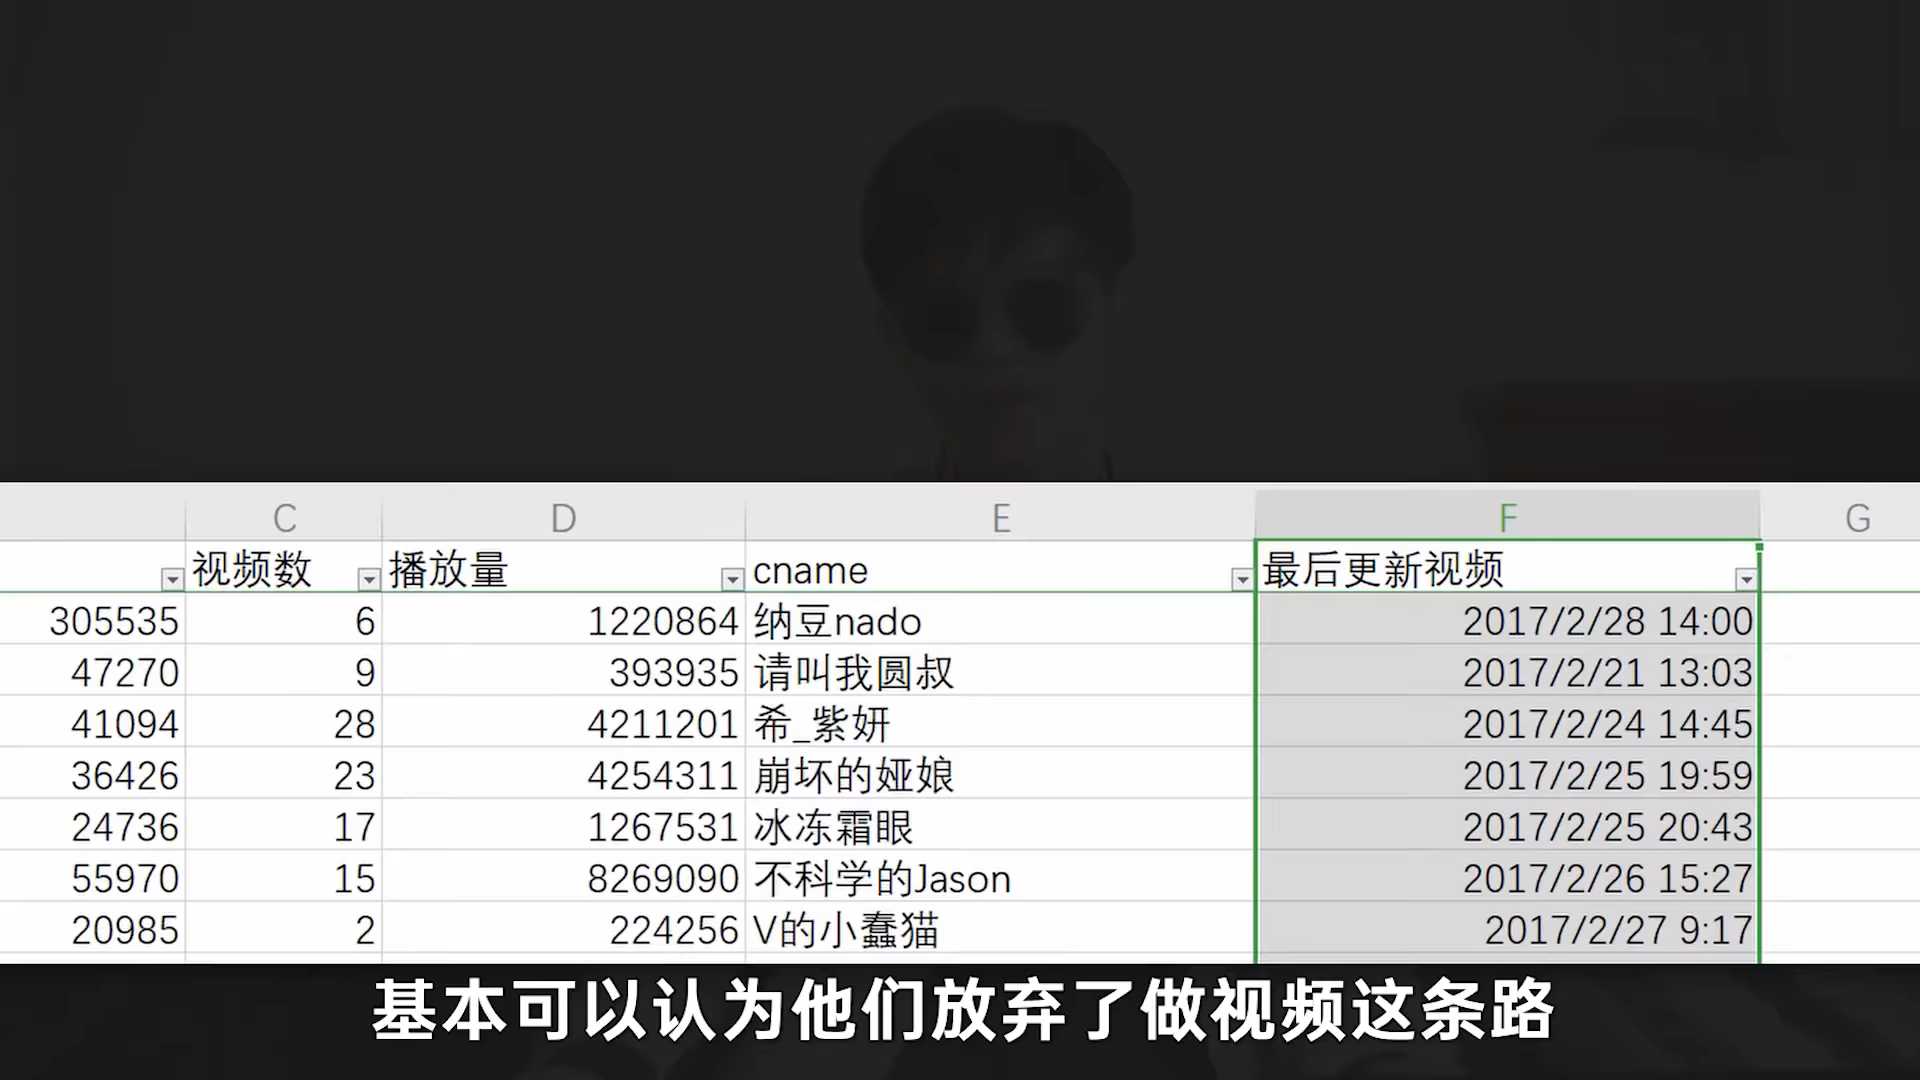 C D E F G
视频数 播放量 cname 最后更新视频
305535 6 1220864 纳豆nado 2017/2/28 14:00
47270 9 393935 请叫我圆叔 2017/2/21 13:03
41094 28 4211201 希_紫妍 2017/2/24 14:45
36426 23 4254311 崩坏的娅娘 2017/2/25 19:59
24736 17 1267531 冰冻霜眼 2017/2/25 20:43
55970 15 8269090 不科学的Jason 2017/2/26 15:27
20985 2 224256 V的小蠢猫 2017/2/27 9:17
基本可以认为他们放弃了做视频这条路